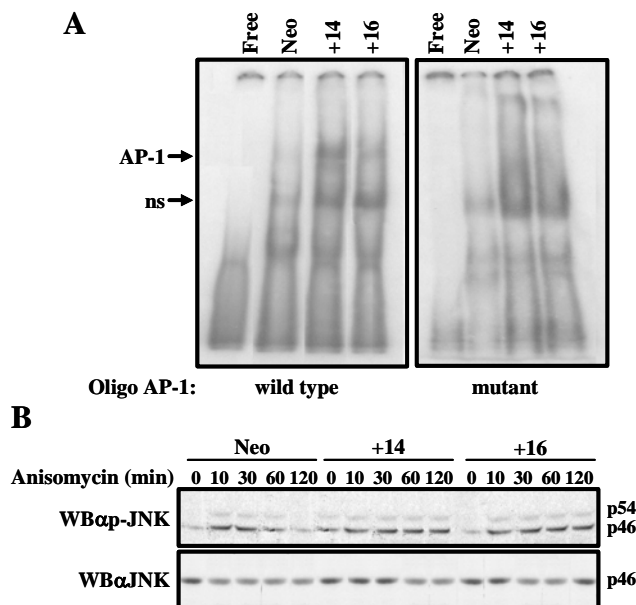 A
Free Neo +14 +16 Free Neo +14 +16
AP-1
ns
Oligo AP-1: wild type mutant
B
Neo +14 +16
Anisomycin (min) 0 10 30 60 120 0 10 30 60 120 0 10 30 60 120
WBαp-JNK p54
p46
WBαJNK p46